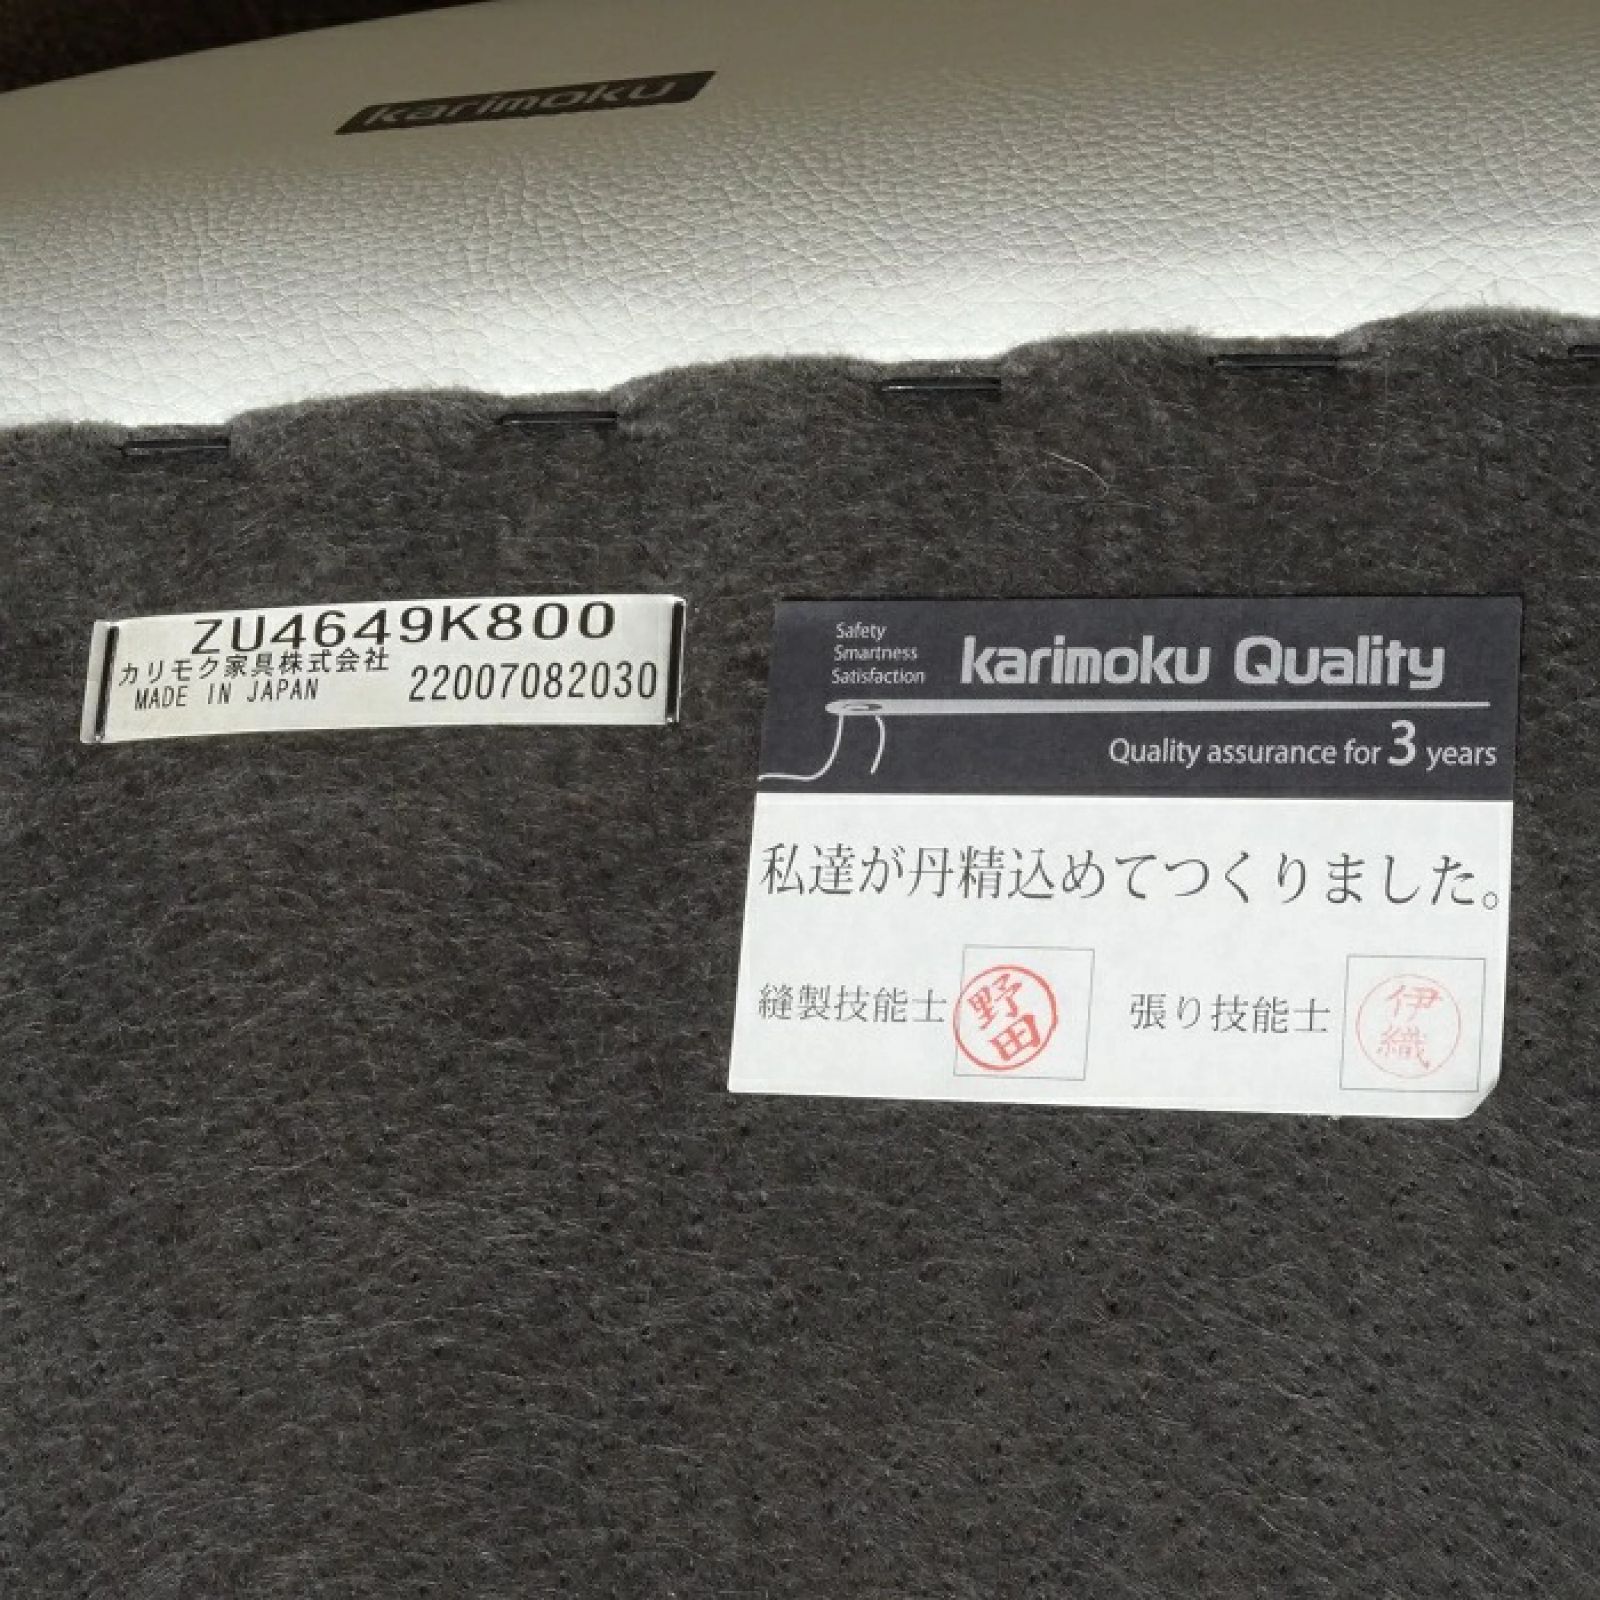 karimoku
ZU4649K800
カリモク家具株式会社
MADE IN JAPAN
22007082030
Safety
Smartness
Satisfaction
karimoku Quality
Quality assurance for 3 years
私達が丹精込めてつくりました。
縫製技能士 野田 張り技能士 伊織